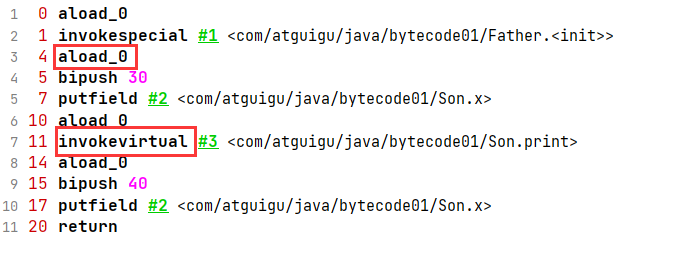 1 0 aload_0
2 1 invokespecial #1 <com/atguigu/java/bytecode01/Father.<init>>
3 4 aload_0
4 5 bipush 30
5 7 putfield #2 <com/atguigu/java/bytecode01/Son.x>
6 10 aload_0
7 11 invokevirtual #3 <com/atguigu/java/bytecode01/Son.print>
8 14 aload_0
9 15 bipush 40
10 17 putfield #2 <com/atguigu/java/bytecode01/Son.x>
11 20 return